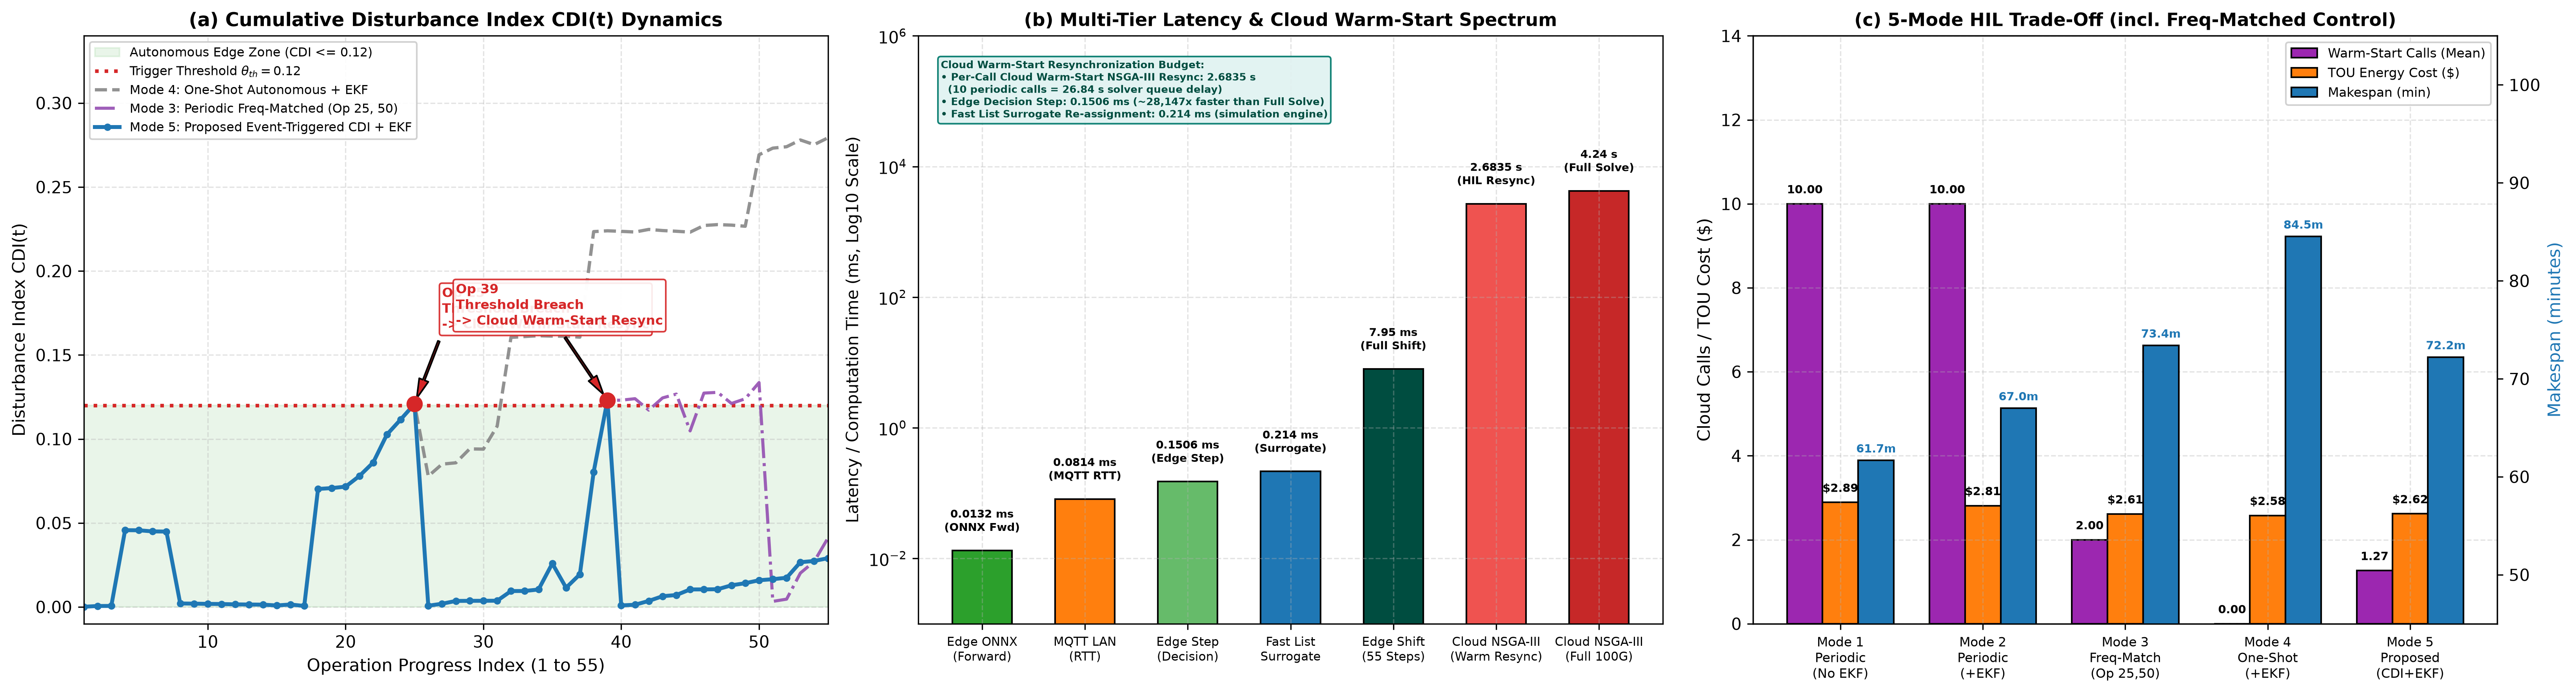 (a) Cumulative Disturbance Index CDI(t) Dynamics
Autonomous Edge Zone (CDI <= 0.12)
Trigger Threshold θth = 0.12
Mode 4: One-Shot Autonomous + EKF
Mode 3: Periodic Freq-Matched (Op 25, 50)
Mode 5: Proposed Event-Triggered CDI + EKF
Disturbance Index CDI(t)
0.30
0.25
0.20
0.15
0.10
0.05
0.00
Op 39
Threshold Breach
-> Cloud Warm-Start Resync
10
20
30
40
50
Operation Progress Index (1 to 55)
(b) Multi-Tier Latency & Cloud Warm-Start Spectrum
Latency / Computation Time (ms, Log10 Scale)
10^6
10^4
10^2
10^0
10^-2
Cloud Warm-Start Resynchronization Budget:
• Per-Call Cloud Warm-Start NSGA-III Resync: 2.6835 s
(10 periodic calls = 26.84 s solver queue delay)
• Edge Decision Step: 0.1506 ms (~28,147x faster than Full Solve)
• Fast List Surrogate Re-assignment: 0.214 ms (simulation engine)
0.0132 ms
(ONNX Fwd)
0.0814 ms
(MQTT RTT)
0.1506 ms
(Edge Step)
0.214 ms
(Surrogate)
7.95 ms
(Full Shift)
2.6835 s
(HIL Resync)
4.24 s
(Full Solve)
Edge ONNX
(Forward)
MQTT LAN
(RTT)
Edge Step
(Decision)
Fast List
Surrogate
Edge Shift
(55 Steps)
Cloud NSGA-III
(Warm Resync)
Cloud NSGA-III
(Full 100G)
(c) 5-Mode HIL Trade-Off (incl. Freq-Matched Control)
Warm-Start Calls (Mean)
TOU Energy Cost ($)
Makespan (min)
Cloud Calls / TOU Cost ($)
14
12
10
8
6
4
2
0
10.00
$2.89
61.7m
10.00
$2.81
67.0m
2.00
$2.61
73.4m
0.00
$2.58
84.5m
1.27
$2.62
72.2m
Mode 1
Periodic
(No EKF)
Mode 2
Periodic
(+EKF)
Mode 3
Freq-Match
(Op 25,50)
Mode 4
One-Shot
(+EKF)
Mode 5
Proposed
(CDI+EKF)
100
90
80
70
60
50
Makespan (minutes)